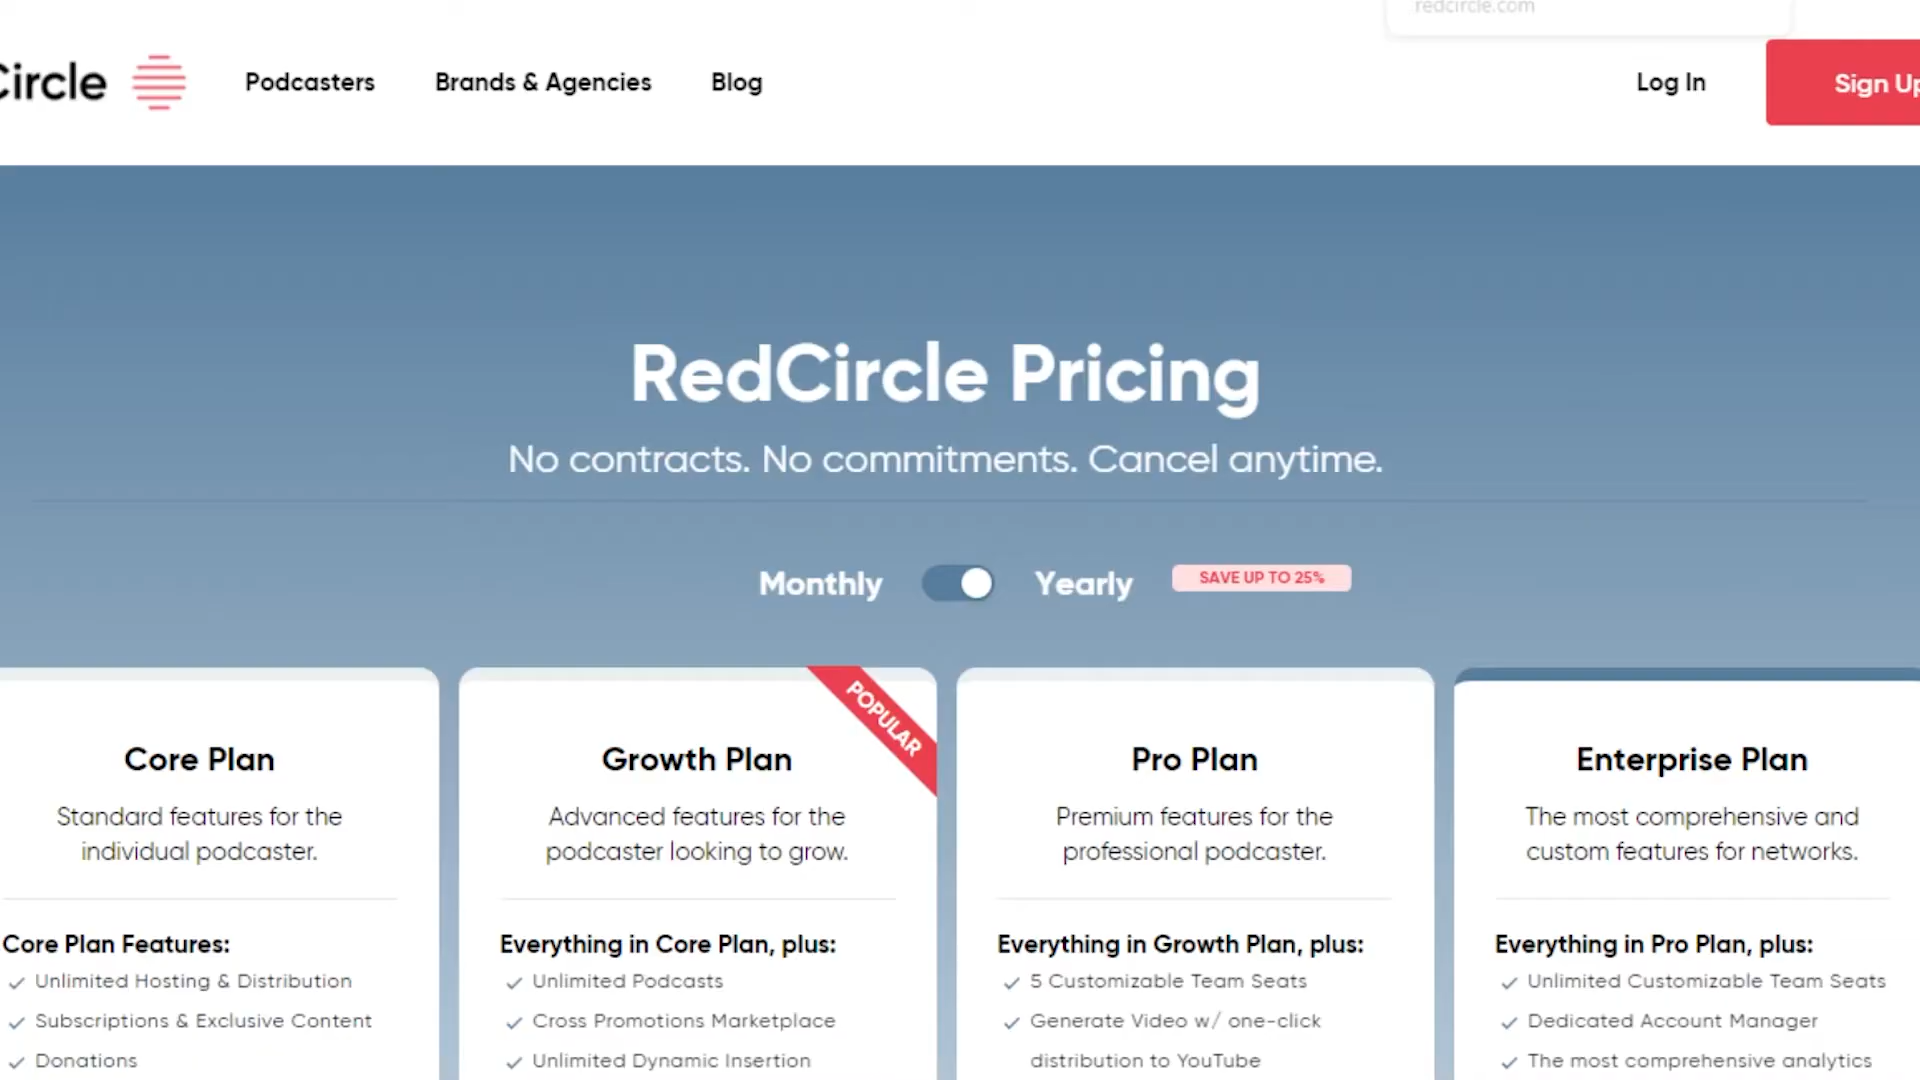 redcircle.com
Circle
Podcasters
Brands & Agencies
Blog
Log In
Sign Up
RedCircle Pricing
No contracts. No commitments. Cancel anytime.
Monthly
Yearly
SAVE UP TO 25%
Core Plan
Standard features for the
individual podcaster.
Core Plan Features:
Unlimited Hosting & Distribution
Subscriptions & Exclusive Content
Donations
POPULAR
Growth Plan
Advanced features for the
podcaster looking to grow.
Everything in Core Plan, plus:
Unlimited Podcasts
Cross Promotions Marketplace
Unlimited Dynamic Insertion
Pro Plan
Premium features for the
professional podcaster.
Everything in Growth Plan, plus:
5 Customizable Team Seats
Generate Video w/ one-click
distribution to YouTube
Enterprise Plan
The most comprehensive and
custom features for networks.
Everything in Pro Plan, plus:
Unlimited Customizable Team Seats
Dedicated Account Manager
The most comprehensive analytics